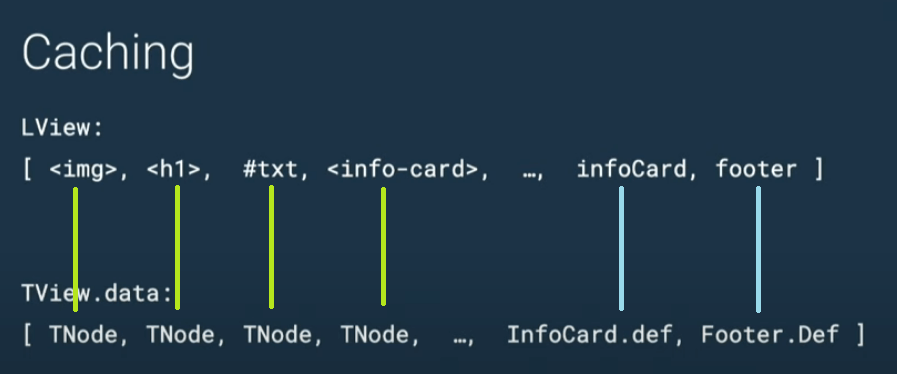 Caching
LView:
[ <img>, <h1>, #txt, <info-card>, …, infoCard, footer ]
TView.data:
[ TNode, TNode, TNode, TNode, …, InfoCard.def, Footer.Def ]